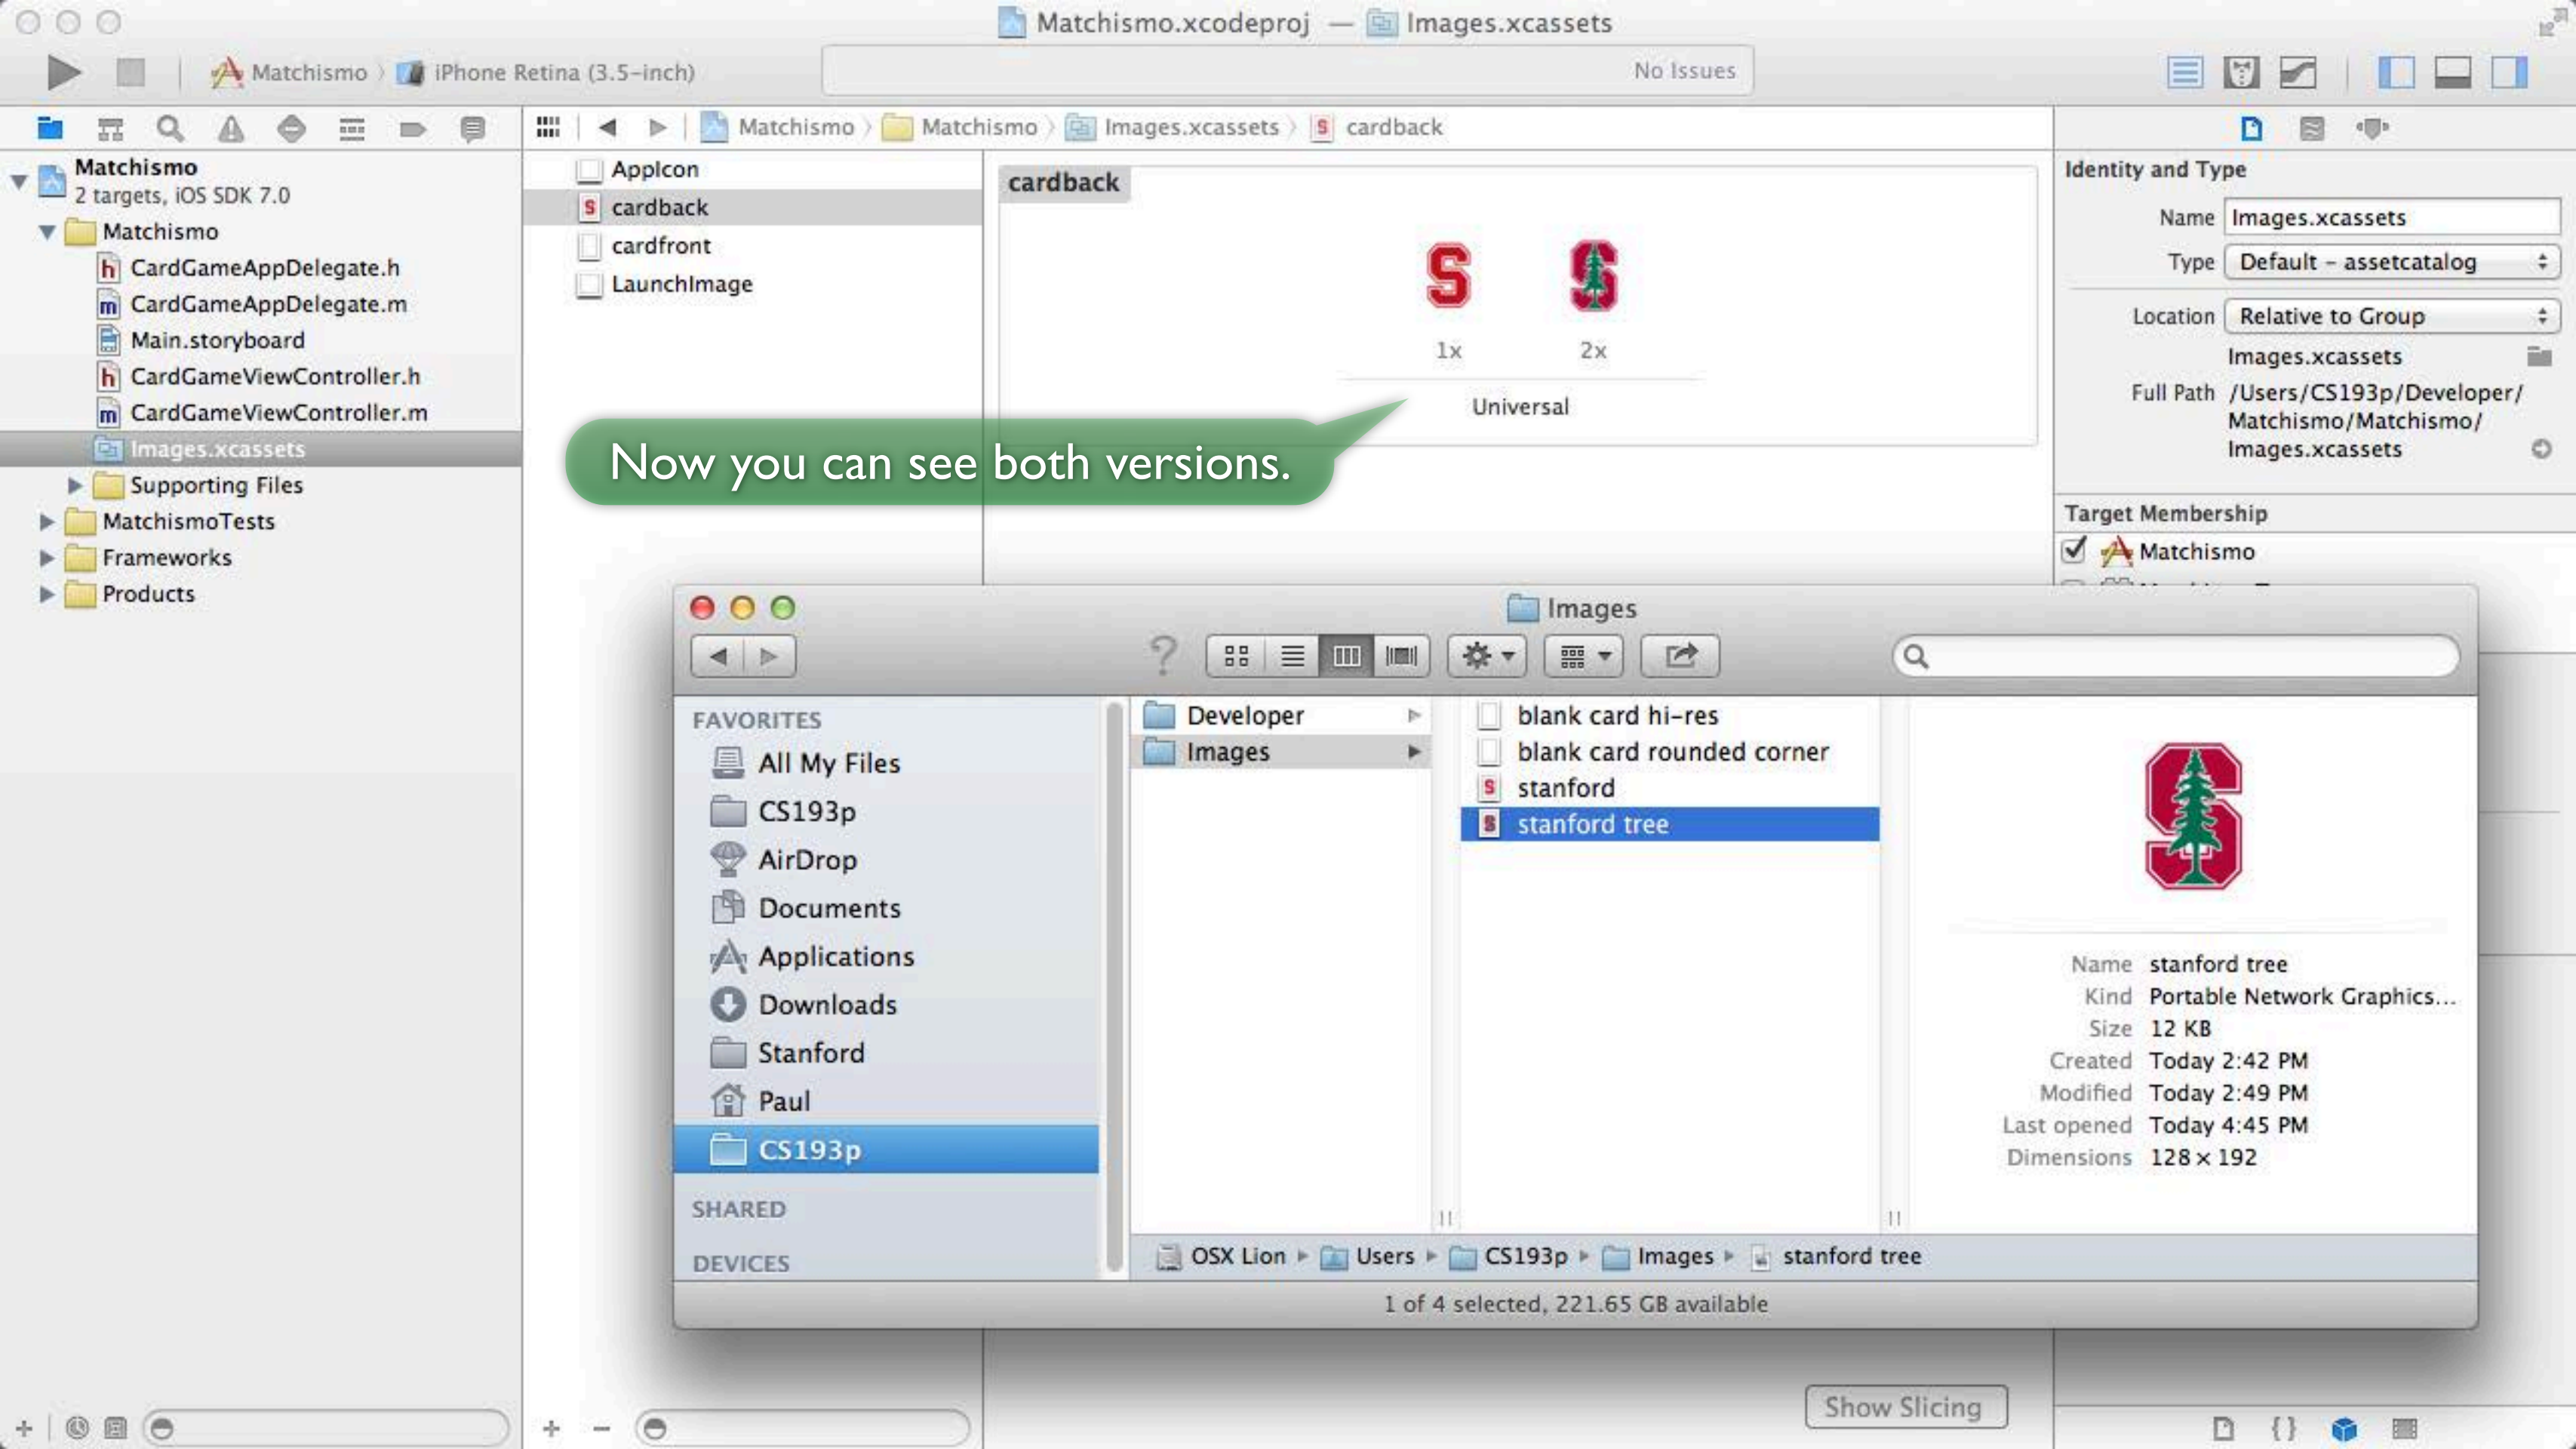 Matchismo.xcodeproj — Images.xcassets
Matchismo
iPhone Retina (3.5-inch)
No Issues
Matchismo
Matchismo
Images.xcassets
S
cardback
Matchismo
2 targets, iOS SDK 7.0
Matchismo
h CardGameAppDelegate.h
m CardGameAppDelegate.m
Main.storyboard
h CardGameViewController.h
m CardGameViewController.m
Images.xcassets
Supporting Files
MatchismoTests
Frameworks
Products
AppIcon
S cardback
cardfront
LaunchImage
cardback
S S
1x 2x
Universal
Now you can see both versions.
Identity and Type
Name Images.xcassets
Type Default - assetcatalog
Location Relative to Group
Images.xcassets
Full Path /Users/CS193p/Developer/
Matchismo/Matchismo/
Images.xcassets
Target Membership
Matchismo
Images
?
FAVORITES
All My Files
CS193p
AirDrop
Documents
Applications
Downloads
Stanford
Paul
CS193p
SHARED
DEVICES
Developer
Images
blank card hi-res
blank card rounded corner
S stanford
S stanford tree
S
Name stanford tree
Kind Portable Network Graphics...
Size 12 KB
Created Today 2:42 PM
Modified Today 2:49 PM
Last opened Today 4:45 PM
Dimensions 128 × 192
OSX Lion
Users
CS193p
Images
stanford tree
1 of 4 selected, 221.65 GB available
Show Slicing
{ }